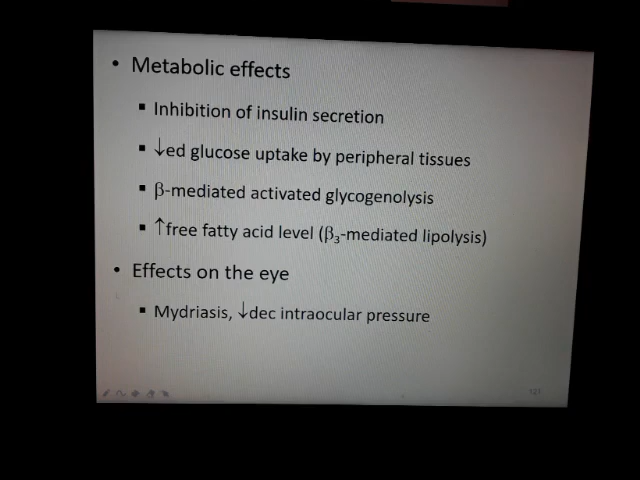 • Metabolic effects
▪ Inhibition of insulin secretion
▪ ↓ed glucose uptake by peripheral tissues
▪ β-mediated activated glycogenolysis
▪ ↑free fatty acid level (β₃-mediated lipolysis)
• Effects on the eye
▪ Mydriasis, ↓dec intraocular pressure